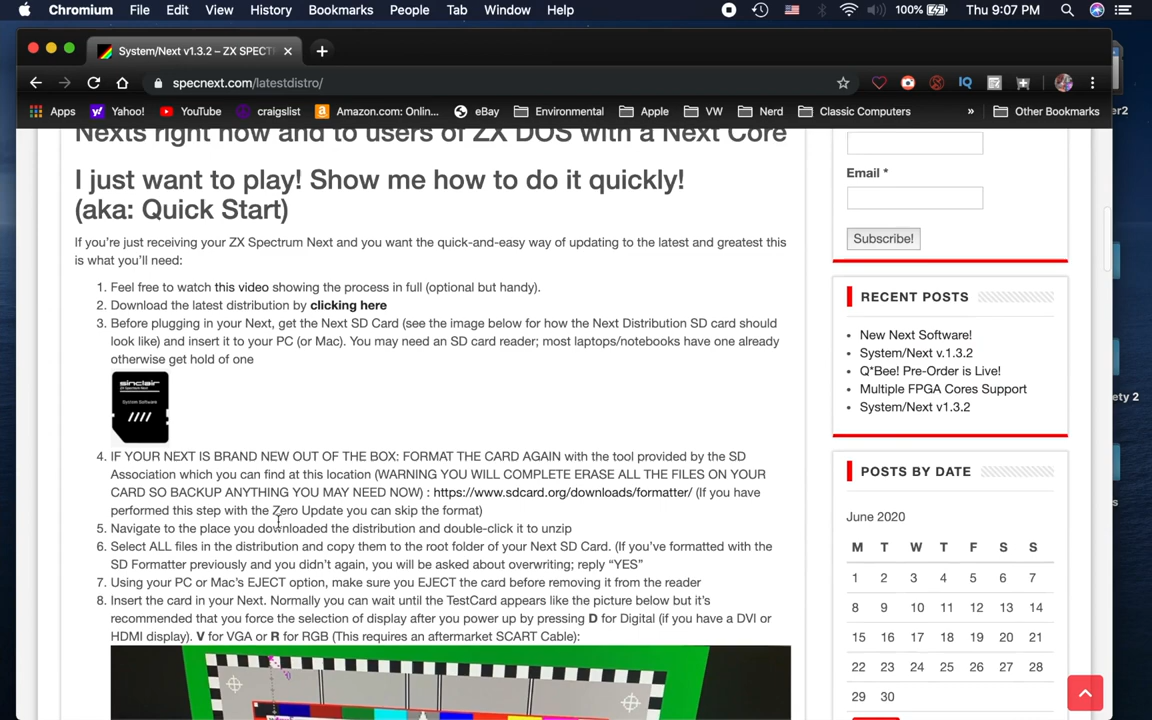 Chromium File Edit View History Bookmarks People Tab Window Help 100% Thu 9:07 PM
System/Next v1.3.2 – ZX SPECT
specnext.com/latestdistro/
Apps Yahoo! YouTube craigslist Amazon.com: Onlin... eBay Environmental Apple VW Nerd Classic Computers » Other Bookmarks
Nexts right now and to users of ZX DOS with a Next Core
I just want to play! Show me how to do it quickly!
(aka: Quick Start)
If you're just receiving your ZX Spectrum Next and you want the quick-and-easy way of updating to the latest and greatest this
is what you'll need:
1. Feel free to watch this video showing the process in full (optional but handy).
2. Download the latest distribution by clicking here
3. Before plugging in your Next, get the Next SD Card (see the image below for how the Next Distribution SD card should
look like) and insert it to your PC (or Mac). You may need an SD card reader; most laptops/notebooks have one already
otherwise get hold of one
sinclair
System Software
4. IF YOUR NEXT IS BRAND NEW OUT OF THE BOX: FORMAT THE CARD AGAIN with the tool provided by the SD
Association which you can find at this location (WARNING YOU WILL COMPLETE ERASE ALL THE FILES ON YOUR
CARD SO BACKUP ANYTHING YOU MAY NEED NOW) : https://www.sdcard.org/downloads/formatter/ (If you have
performed this step with the Zero Update you can skip the format)
5. Navigate to the place you downloaded the distribution and double-click it to unzip
6. Select ALL files in the distribution and copy them to the root folder of your Next SD Card. (If you've formatted with the
SD Formatter previously and you didn't again, you will be asked about overwriting; reply "YES"
7. Using your PC or Mac's EJECT option, make sure you EJECT the card before removing it from the reader
8. Insert the card in your Next. Normally you can wait until the TestCard appears like the picture below but it's
recommended that you force the selection of display after you power up by pressing D for Digital (if you have a DVI or
HDMI display). V for VGA or R for RGB (This requires an aftermarket SCART Cable):
Email *
Subscribe!
RECENT POSTS
• New Next Software!
• System/Next v.1.3.2
• Q*Bee! Pre-Order is Live!
• Multiple FPGA Cores Support
• System/Next v1.3.2
POSTS BY DATE
June 2020
M T W T F S S
1 2 3 4 5 6 7
8 9 10 11 12 13 14
15 16 17 18 19 20 21
22 23 24 25 26 27 28
29 30
er2
ety 2
s